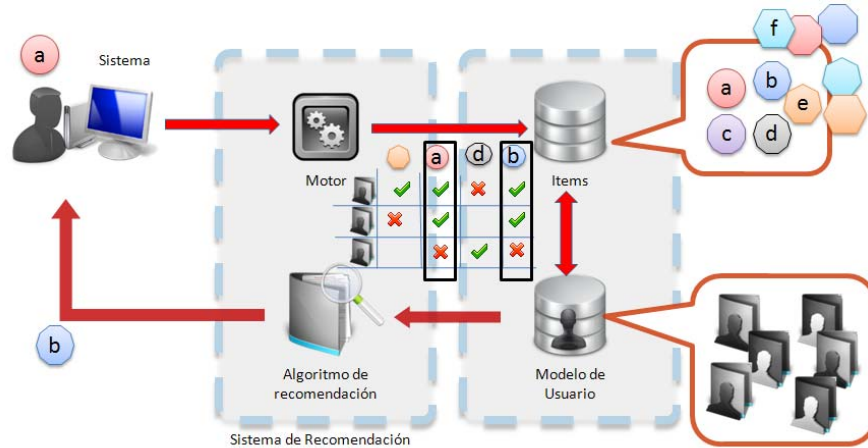 a
Sistema
f
a
b
e
c
d
Motor
a
d
b
Items
b
Algoritmo de
recomendación
Modelo de
Usuario
Sistema de Recomendación